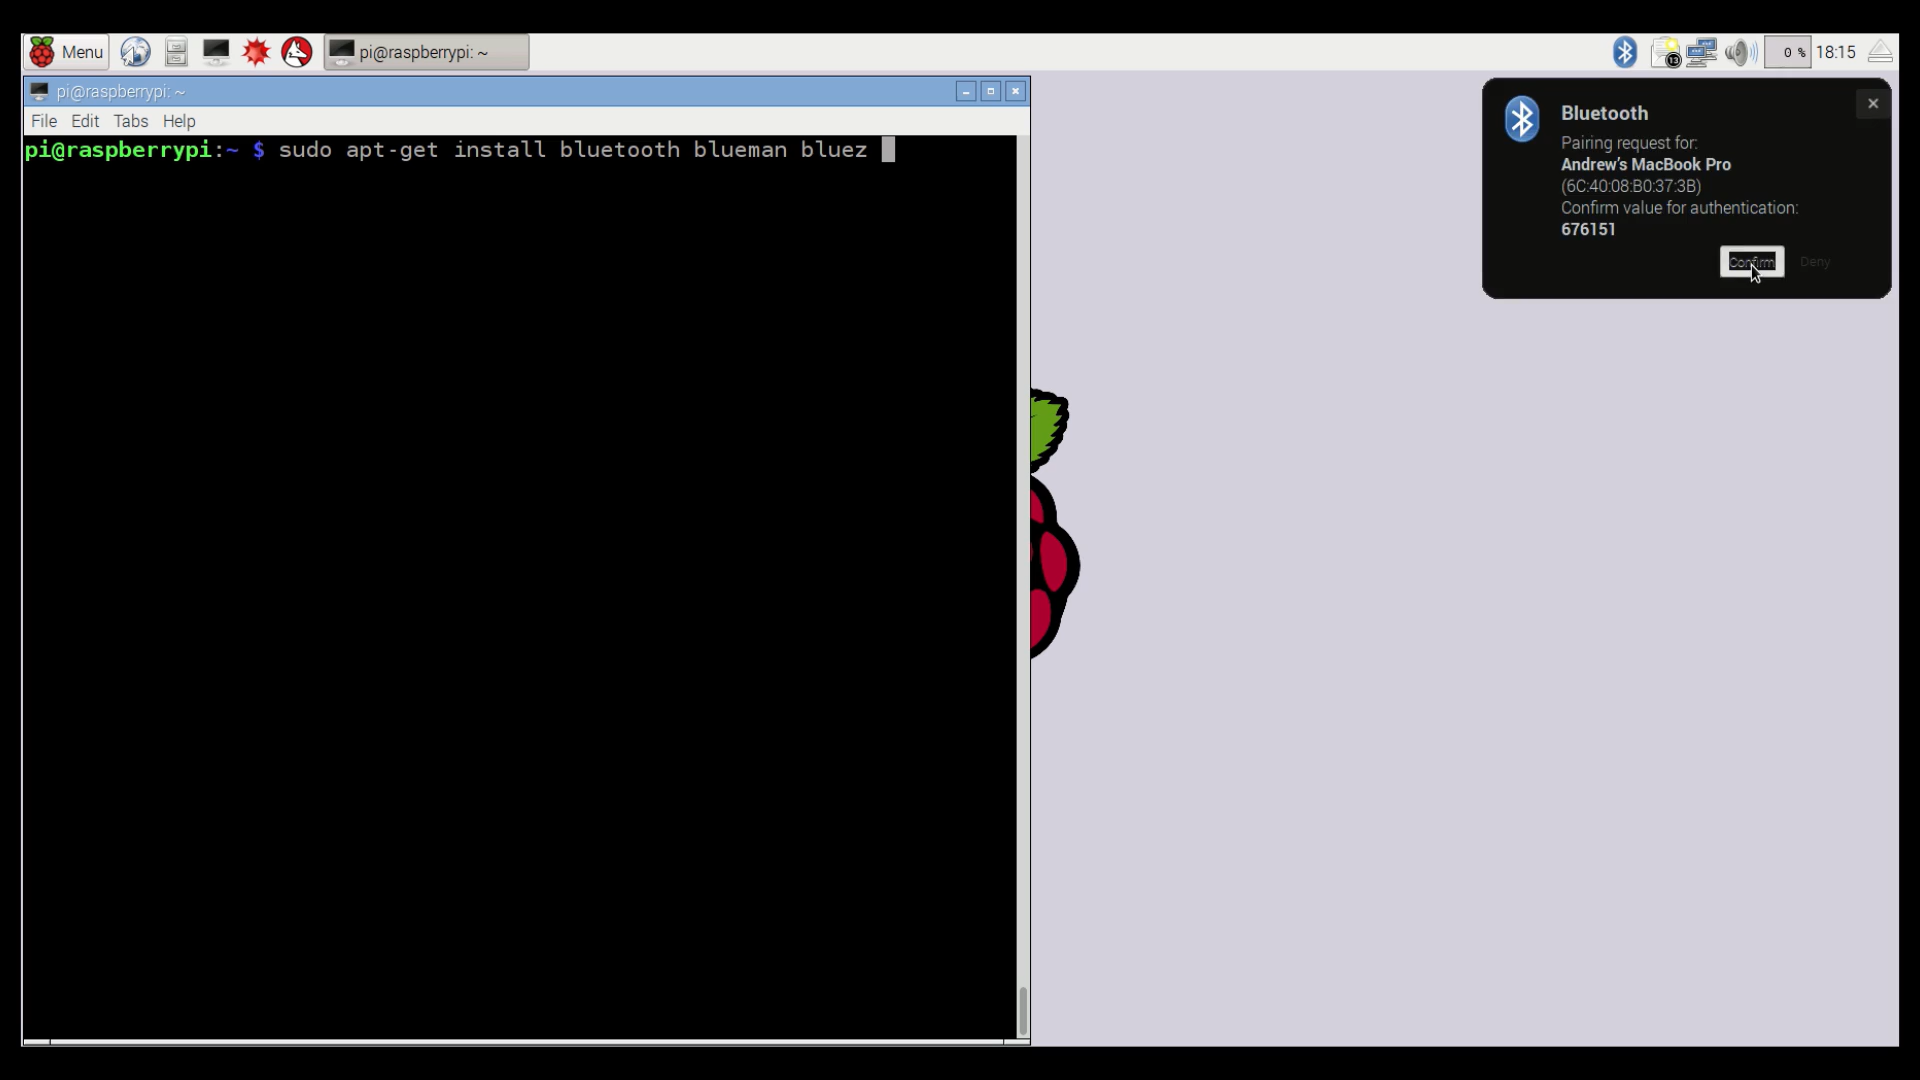 Menu
pi@raspberrypi: ~
13
0 %
18:15
pi@raspberrypi: ~
File Edit Tabs Help
pi@raspberrypi:~ $ sudo apt-get install bluetooth blueman bluez
Bluetooth
Pairing request for:
Andrew's MacBook Pro
(6C:40:08:B0:37:3B)
Confirm value for authentication:
676151
Confirm Deny